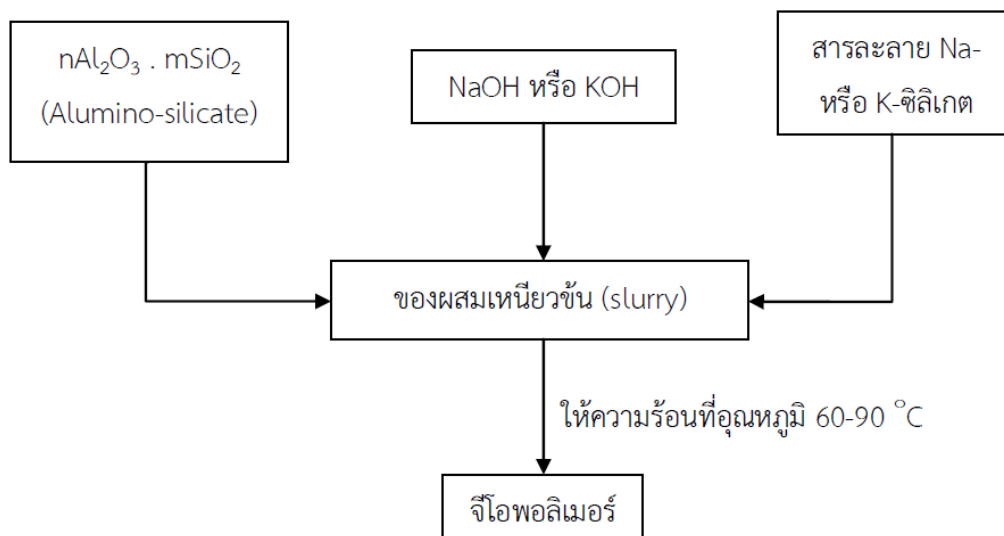 nAl₂O₃ . mSiO₂
(Alumino-silicate)
NaOH หรือ KOH
สารละลาย Na-
หรือ K-ซิลิเกต
ของผสมเหนียวข้น (slurry)
ให้ความร้อนที่อุณหภูมิ 60-90 °C
จีโอพอลิเมอร์